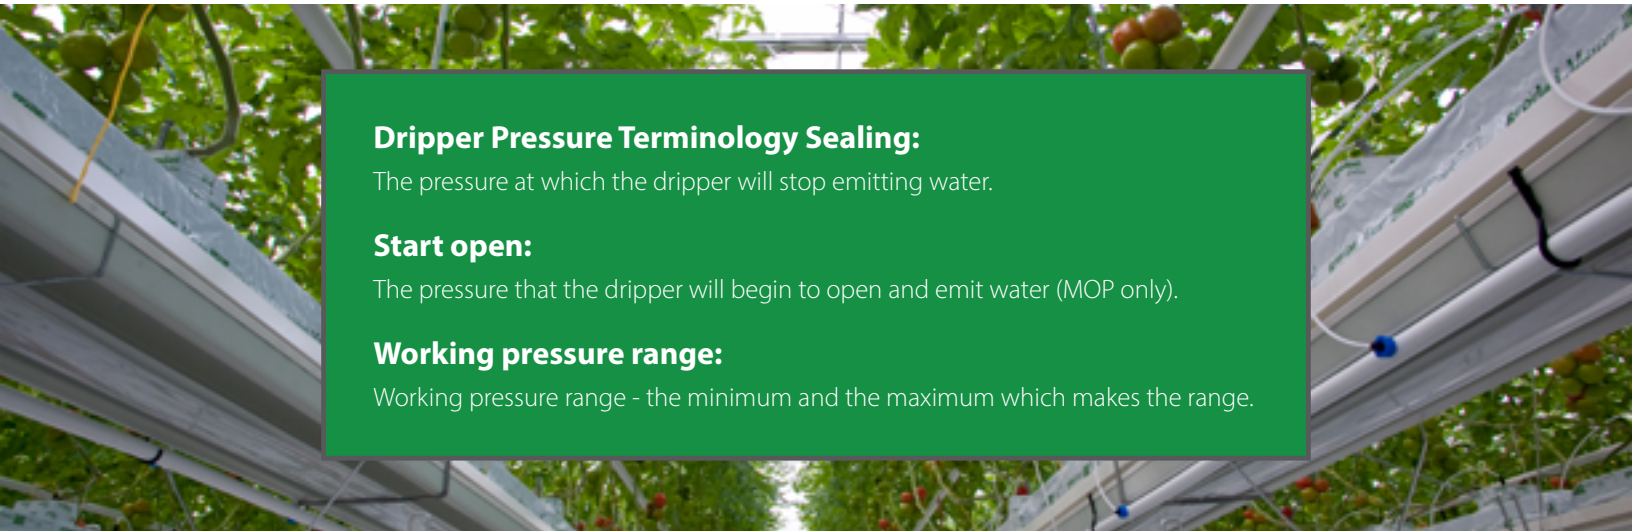 Dripper Pressure Terminology Sealing:
The pressure at which the dripper will stop emitting water.
Start open:
The pressure that the dripper will begin to open and emit water (MOP only).
Working pressure range:
Working pressure range - the minimum and the maximum which makes the range.